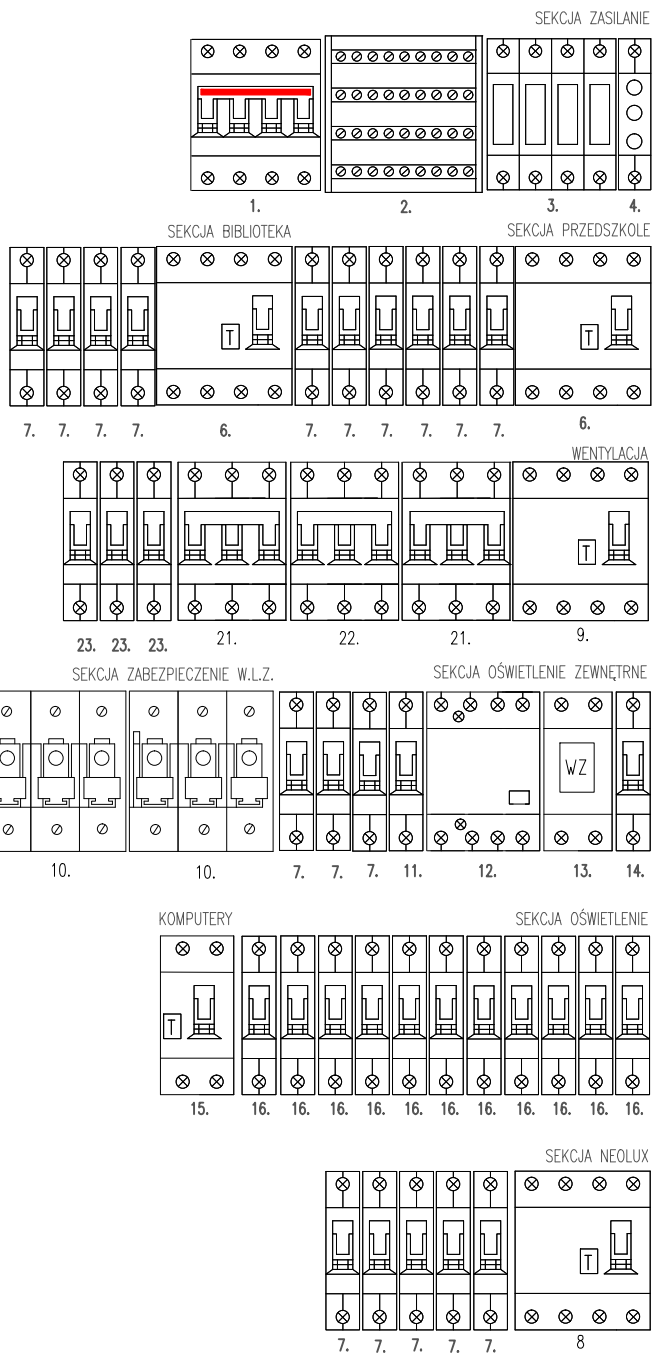 SEKCJA ZASILANIE
1. 2. 3. 4.
SEKCJA BIBLIOTEKA SEKCJA PRZEDSZKOLE
T T
7. 7. 7. 7. 6. 7. 7. 7. 7. 7. 7. 6.
WENTYLACJA
T
23. 23. 23. 21. 22. 21. 9.
SEKCJA ZABEZPIECZENIE W.L.Z. SEKCJA OŚWIETLENIE ZEWNĘTRNE
WZ
10. 10. 7. 7. 7. 11. 12. 13. 14.
KOMPUTERY SEKCJA OŚWIETLENIE
T
15. 16. 16. 16. 16. 16. 16. 16. 16. 16. 16. 16.
SEKCJA NEOLUX
T
7. 7. 7. 7. 7. 8